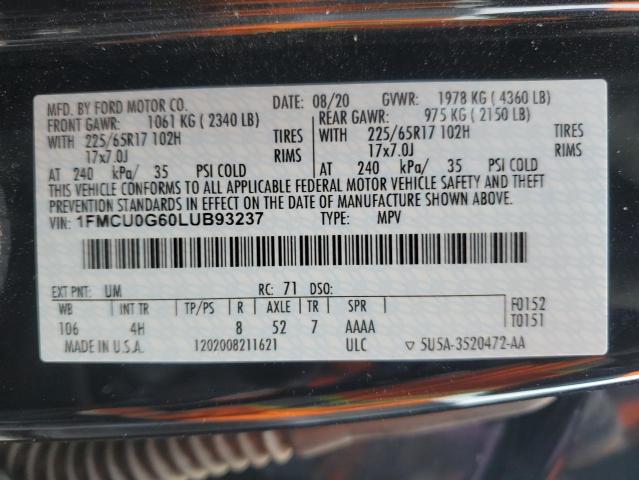 MFD. BY FORD MOTOR CO. DATE: 08/20 GVWR: 1978 KG ( 4360 LB)
FRONT GAWR: 1061 KG ( 2340 LB) REAR GAWR: 975 KG ( 2150 LB)
WITH 225/65R17 102H TIRES WITH 225/65R17 102H TIRES
17x7.0J RIMS 17x7.0J RIMS
AT 240 kPa/ 35 PSI COLD AT 240 kPa/ 35 PSI COLD
THIS VEHICLE CONFORMS TO ALL APPLICABLE FEDERAL MOTOR VEHICLE SAFETY AND THEFT
PREVENTION STANDARDS IN EFFECT ON THE DATE OF MANUFACTURE SHOWN ABOVE.
VIN: 1FMCU0G60LUB93237 TYPE: MPV
EXT PNT: UM RC: 71 DSO:
WB INT TR TP/PS R AXLE TR SPR F0152
106 4H 8 52 7 AAAA T0151
MADE IN U.S.A. 1202008211621 ULC ▽ 5U5A-3520472-AA